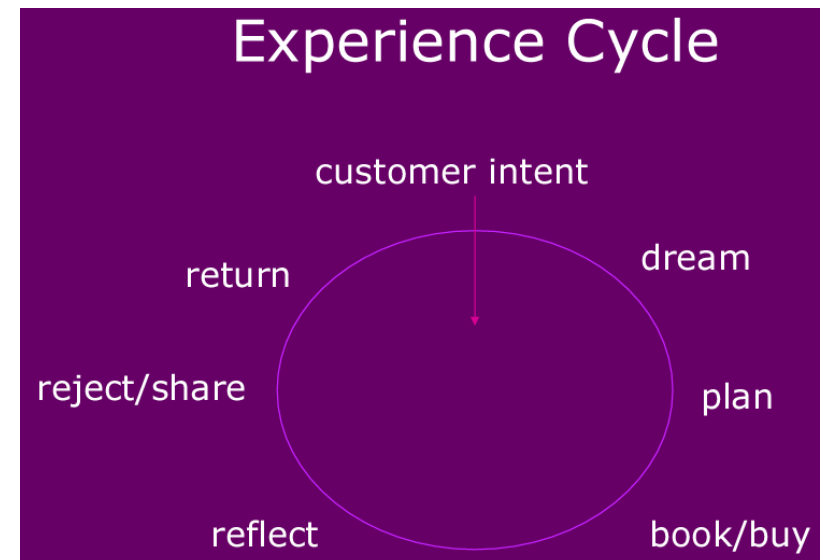 Experience Cycle
customer intent
dream
plan
book/buy
reflect
reject/share
return